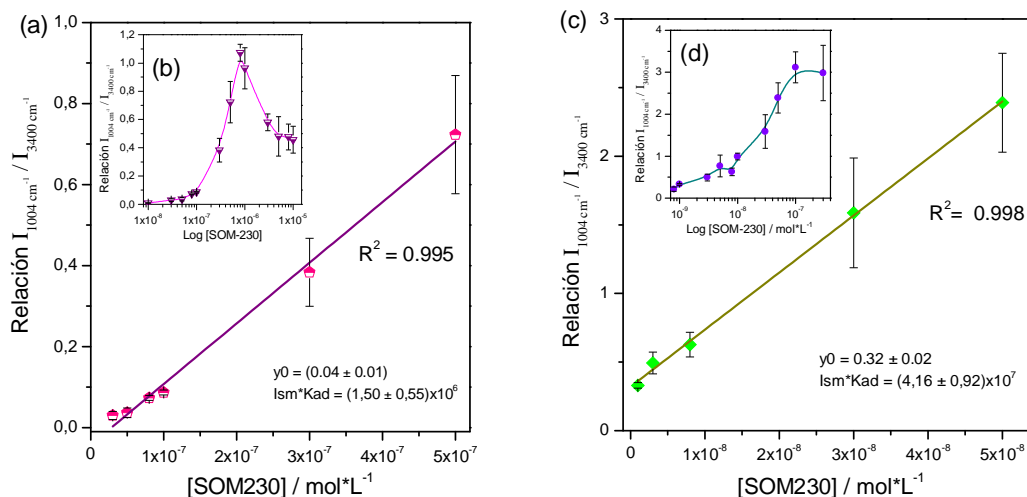 (a)
Relación I1004 cm-1 / I3400 cm-1
1,0
0,8
0,6
0,4
0,2
0,0
0
1x10-7
2x10-7
3x10-7
4x10-7
5x10-7
[SOM230] / mol*L-1
R2 = 0.995
y0 = (0.04 ± 0.01)
Ism*Kad = (1,50 ± 0,55)x106
(b)
Relación I1004 cm-1 / I3400 cm-1
1,2
1,0
0,8
0,6
0,4
0,2
0,0
1x10-8
1x10-7
1x10-6
1x10-5
Log [SOM-230]
(c)
Relación I1004 cm-1 / I3400 cm-1
3
2
1
0
0
1x10-8
2x10-8
3x10-8
4x10-8
5x10-8
[SOM230] / mol*L-1
R2= 0.998
y0 = 0.32 ± 0.02
Ism*Kad = (4,16 ± 0,92)x107
(d)
Relación I1004 cm-1 / I3400 cm-1
4
3
2
1
0
10-9
10-8
10-7
Log [SOM-230] / mol*L-1